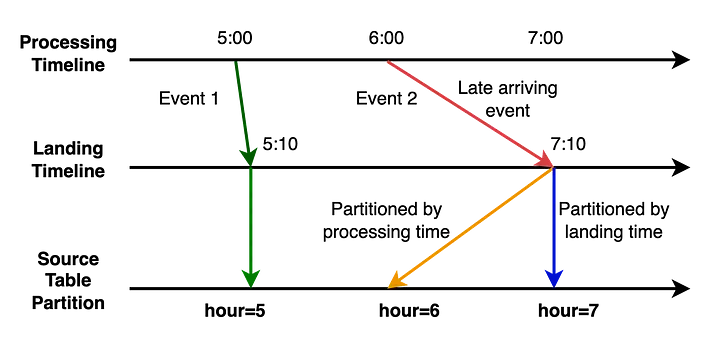 Processing
Timeline
5:00
6:00
7:00
Event 1
Event 2
Late arriving
event
Landing
Timeline
5:10
7:10
Partitioned by
processing time
Partitioned by
landing time
Source
Table
Partition
hour=5
hour=6
hour=7